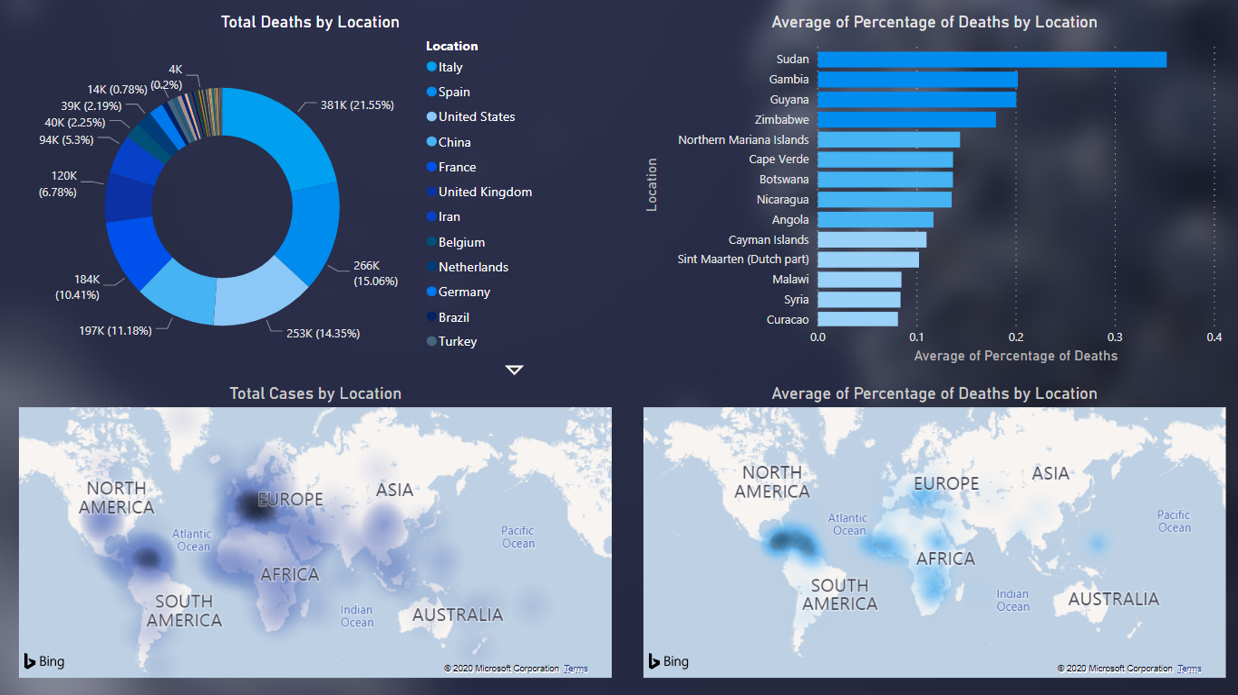 Total Deaths by Location
4K
(0.2%)
14K (0.78%)
39K (2.19%)
40K (2.25%)
94K (5.3%)
120K
(6.78%)
184K
(10.41%)
197K (11.18%)
253K (14.35%)
266K
(15.06%)
381K (21.55%)
Location
Italy
Spain
United States
China
France
United Kingdom
Iran
Belgium
Netherlands
Germany
Brazil
Turkey
Average of Percentage of Deaths by Location
Location
Sudan
Gambia
Guyana
Zimbabwe
Northern Mariana Islands
Cape Verde
Botswana
Nicaragua
Angola
Cayman Islands
Sint Maarten (Dutch part)
Malawi
Syria
Curacao
0.0 0.1 0.2 0.3 0.4
Average of Percentage of Deaths
Total Cases by Location
NORTH
AMERICA
EUROPE
ASIA
Atlantic
Ocean
Pacific
Ocean
AFRICA
SOUTH
AMERICA
Indian
Ocean
AUSTRALIA
Bing
© 2020 Microsoft Corporation Terms
Average of Percentage of Deaths by Location
NORTH
AMERICA
EUROPE
ASIA
Atlantic
Ocean
Pacific
Ocean
AFRICA
SOUTH
AMERICA
Indian
Ocean
AUSTRALIA
Bing
© 2020 Microsoft Corporation Terms